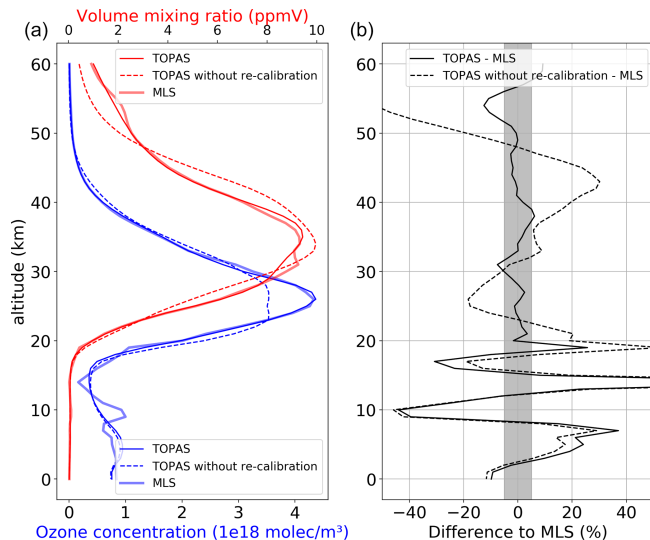 (a)
Volume mixing ratio (ppmV)
0 2 4 6 8 10
TOPAS
TOPAS without re-calibration
MLS
60
50
40
30
20
10
0
altitude (km)
TOPAS
TOPAS without re-calibration
MLS
0 1 2 3 4
Ozone concentration (1e18 molec/m³)
(b)
TOPAS - MLS
TOPAS without re-calibration - MLS
60
50
40
30
20
10
0
−40 −20 0 20 40
Difference to MLS (%)